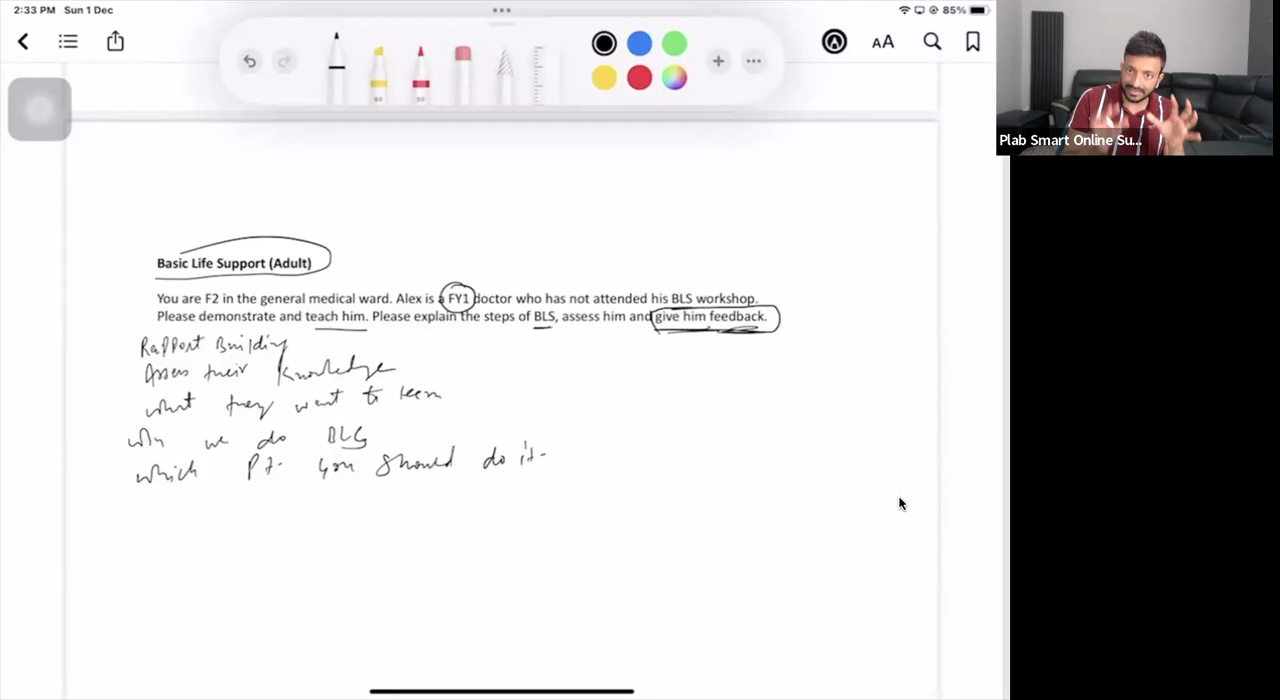 2:33 PM Sun 1 Dec
85%
AA
Plab Smart Online Su...
Basic Life Support (Adult)
You are F2 in the general medical ward. Alex is a FY1 doctor who has not attended his BLS workshop.
Please demonstrate and teach him. Please explain the steps of BLS, assess him and give him feedback.
Rapport Building
Assess their knowledge
what they want to learn
why we do BLS
which Pt. you should do it.